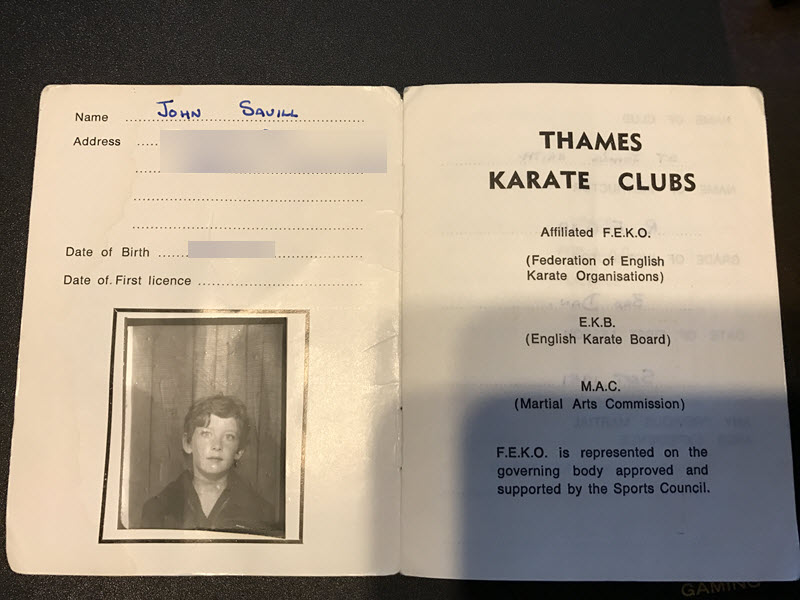 Name JOHN SAVILL
Address
Date of Birth
Date of First licence
THAMES
KARATE CLUBS
Affiliated F.E.K.O.
(Federation of English
Karate Organisations)
E.K.B.
(English Karate Board)
M.A.C.
(Martial Arts Commission)
F.E.K.O. is represented on the
governing body approved and
supported by the Sports Council.
GAMING